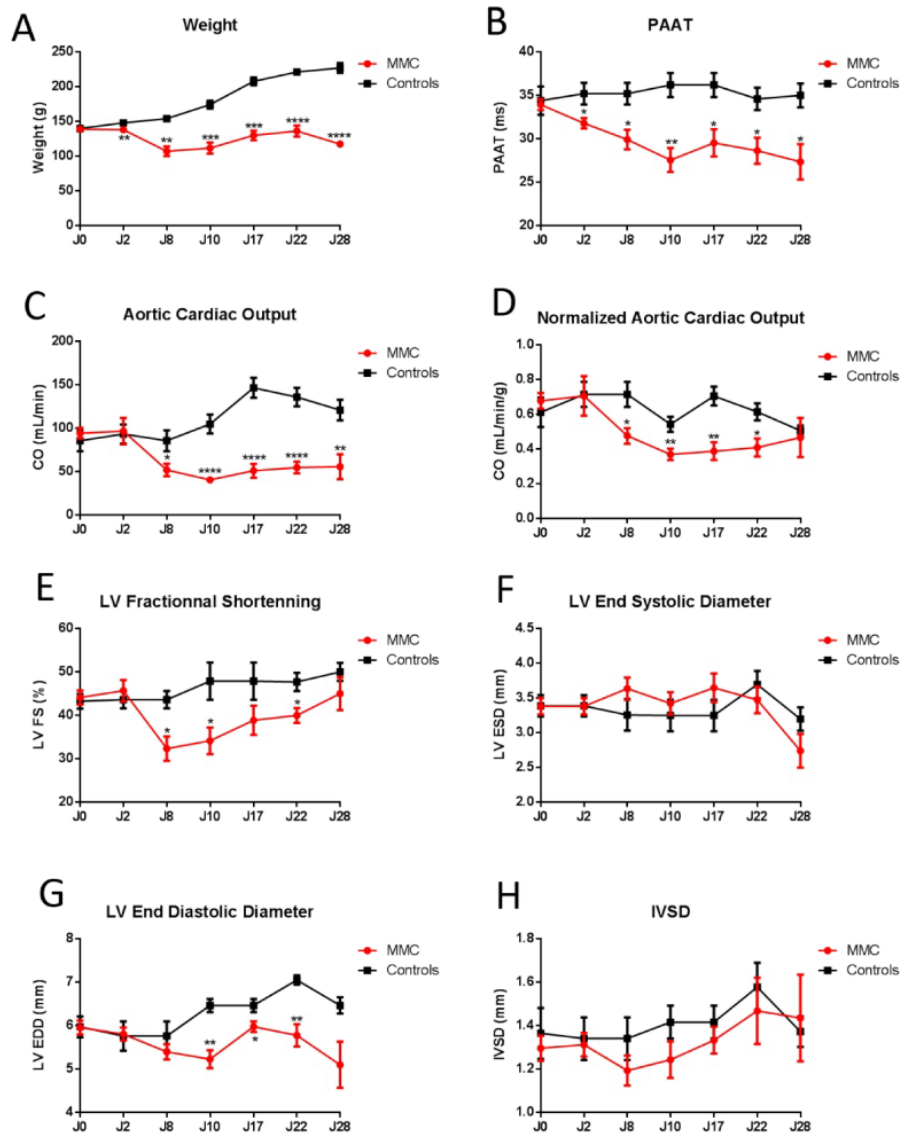 A
Weight
250
200
150
100
50
0
Weight (g)
J0 J2 J8 J10 J17 J22 J28
MMC
Controls
** ** *** *** **** ****
B
PAAT
40
35
30
25
20
PAAT (ms)
J0 J2 J8 J10 J17 J22 J28
MMC
Controls
* * ** * * *
C
Aortic Cardiac Output
200
150
100
50
0
CO (mL/min)
J0 J2 J8 J10 J17 J22 J28
MMC
Controls
* **** **** **** **
D
Normalized Aortic Cardiac Output
1.0
0.8
0.6
0.4
0.2
0.0
CO (mL/min/g)
J0 J2 J8 J10 J17 J22 J28
MMC
Controls
* ** ** *
E
LV Fractionnal Shortenning
60
50
40
30
20
LV FS (%)
J0 J2 J8 J10 J17 J22 J28
MMC
Controls
* * *
F
LV End Systolic Diameter
4.5
4.0
3.5
3.0
2.5
2.0
LV ESD (mm)
J0 J2 J8 J10 J17 J22 J28
MMC
Controls
G
LV End Diastolic Diameter
8
7
6
5
4
LV EDD (mm)
J0 J2 J8 J10 J17 J22 J28
MMC
Controls
** * **
H
IVSD
1.8
1.6
1.4
1.2
1.0
IVSD (mm)
J0 J2 J8 J10 J17 J22 J28
MMC
Controls